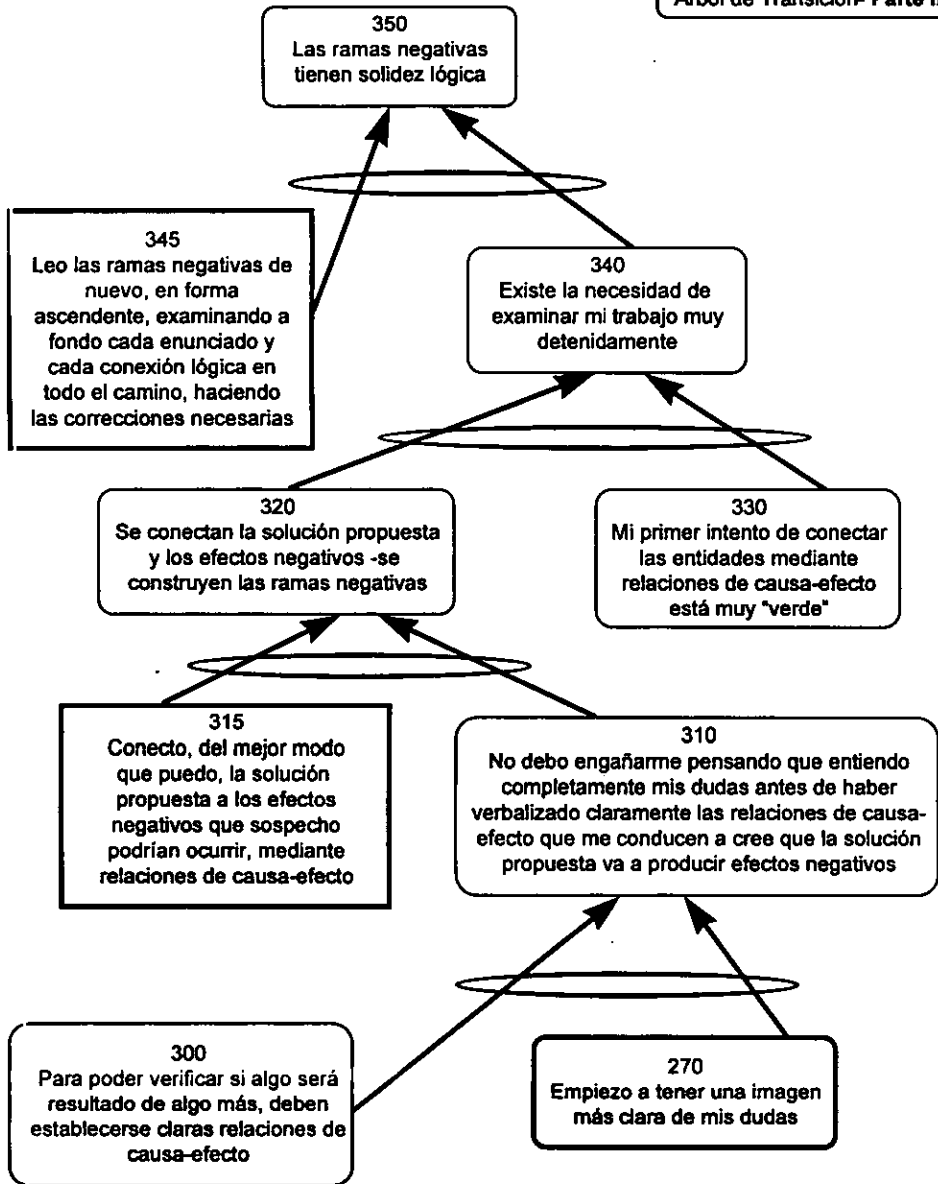 Árbol de Transición- Parte
350
Las ramas negativas
tienen solidez lógica
345
Leo las ramas negativas de
nuevo, en forma
ascendente, examinando a
fondo cada enunciado y
cada conexión lógica en
todo el camino, haciendo
las correcciones necesarias
340
Existe la necesidad de
examinar mi trabajo muy
detenidamente
320
Se conectan la solución propuesta
y los efectos negativos -se
construyen las ramas negativas
330
Mi primer intento de conectar
las entidades mediante
relaciones de causa-efecto
está muy "verde"
315
Conecto, del mejor modo
que puedo, la solución
propuesta a los efectos
negativos que sospecho
podrían ocurrir, mediante
relaciones de causa-efecto
310
No debo engañarme pensando que entiendo
completamente mis dudas antes de haber
verbalizado claramente las relaciones de causa-
efecto que me conducen a cree que la solución
propuesta va a producir efectos negativos
300
Para poder verificar si algo será
resultado de algo más, deben
establecerse claras relaciones de
causa-efecto
270
Empiezo a tener una imagen
más clara de mis dudas